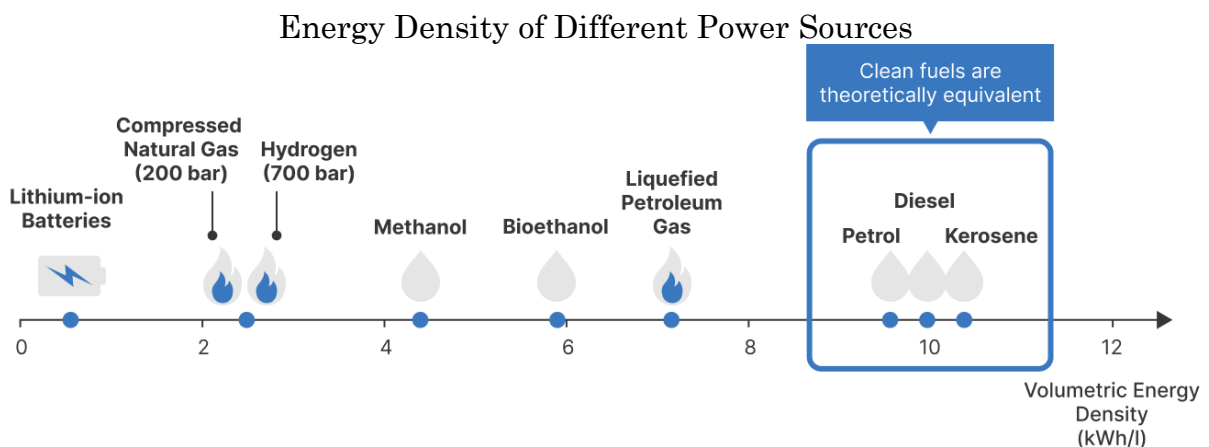 Energy Density of Different Power Sources
Clean fuels are
theoretically equivalent
Compressed
Natural Gas
(200 bar)
Hydrogen
(700 bar)
Lithium-ion
Batteries
Methanol
Bioethanol
Liquefied
Petroleum
Gas
Diesel
Petrol
Kerosene
0
2
4
6
8
10
12
Volumetric Energy
Density
(kWh/l)